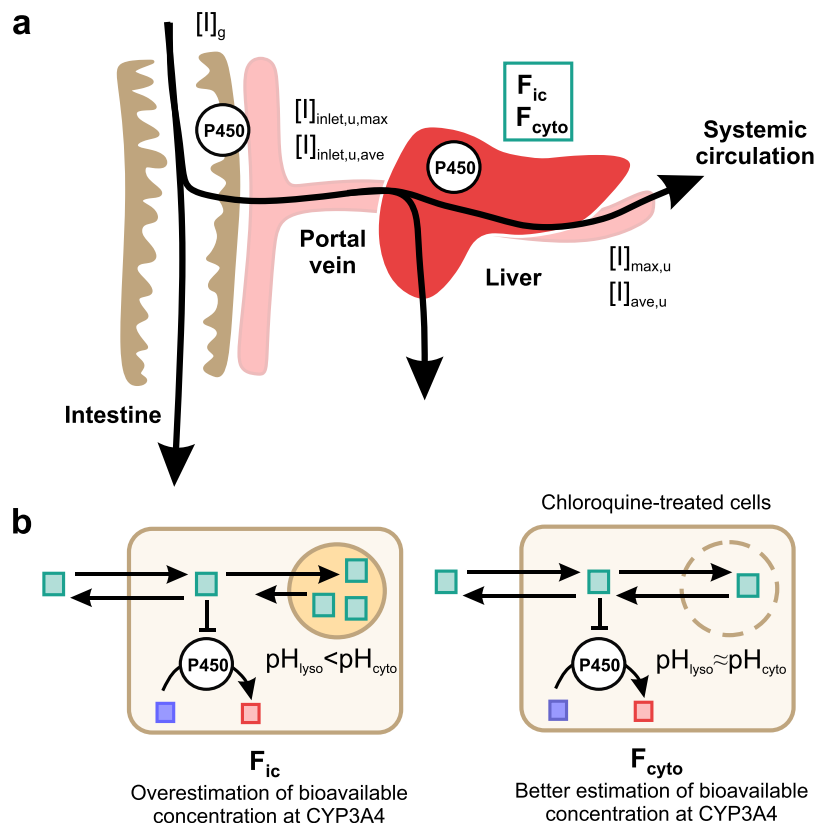 a
[I]g
P450
[I]inlet,u,max
[I]inlet,u,ave
Fic
Fcyto
P450
Systemic
circulation
Portal
vein
Liver
[I]max,u
[I]ave,u
Intestine
b
Chloroquine-treated cells
P450
pHlyso<pHcyto
P450
pHlyso≈pHcyto
Fic
Overestimation of bioavailable
concentration at CYP3A4
Fcyto
Better estimation of bioavailable
concentration at CYP3A4